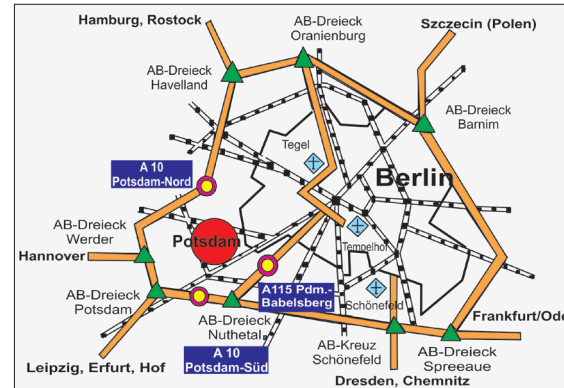 Hamburg, Rostock
AB-Dreieck
Oranienburg
Szczecin (Polen)
AB-Dreieck
Havelland
AB-Dreieck
Barnim
Tegel
A 10
Potsdam-Nord
Berlin
AB-Dreieck
Werder
Potsdam
Tempelhof
Hannover
AB-Dreieck
Potsdam
A115 Pdm.-
Babelsberg
Schönefeld
AB-Dreieck
Nuthetal
Frankfurt/Ode
Leipzig, Erfurt, Hof
A 10
Potsdam-Süd
AB-Kreuz
Schönefeld
AB-Dreieck
Spreeaue
Dresden, Chemnitz